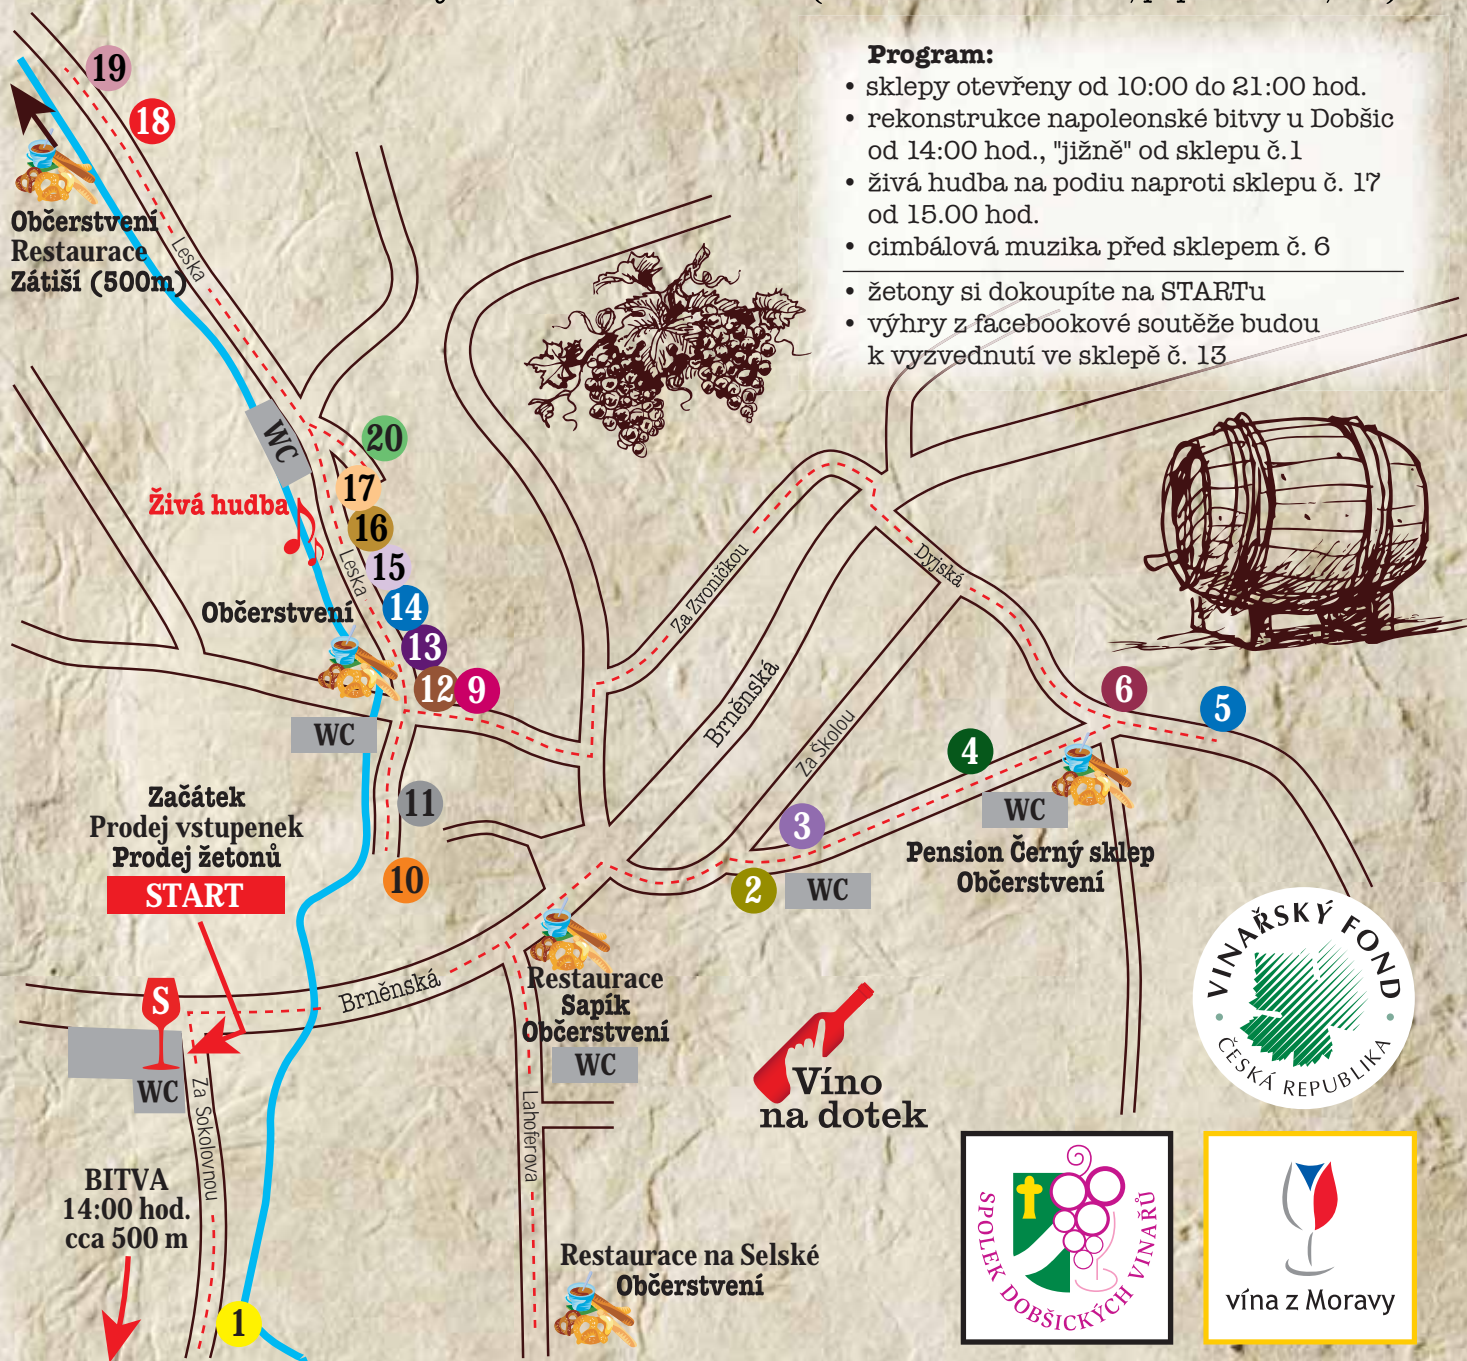 Program:
• sklepy otevřeny od 10:00 do 21:00 hod.
• rekonstrukce napoleonské bitvy u Dobšic
od 14:00 hod., "jižně" od sklepu č.1
• živá hudba na podiu naproti sklepu č. 17
od 15.00 hod.
• cimbálová muzika před sklepem č. 6
• žetony si dokoupíte na STARTu
• výhry z facebookové soutěže budou
k vyzvednutí ve sklepě č. 13
19
18
Občerstvení
Restaurace
Zátiší (500m)
Leska
WC
20
17
Živá hudba
16
15
Leska
14
Občerstvení
13
12
9
WC
11
10
Za Zvoničkou
Dyjská
Brněnská
Za Školou
6
5
4
3
2
WC
WC
Pension Černý sklep
Občerstvení
Začátek
Prodej vstupenek
Prodej žetonů
START
S
WC
Brněnská
Restaurace
Sapík
Občerstvení
WC
Za Sokolovnou
Lahoferova
BITVA
14:00 hod.
cca 500 m
1
Restaurace na Selské
Občerstvení
Víno
na dotek
VINAŘSKÝ FOND
ČESKÁ REPUBLIKA
SPOLEK DOBŠICKÝCH VINAŘŮ
vína z Moravy